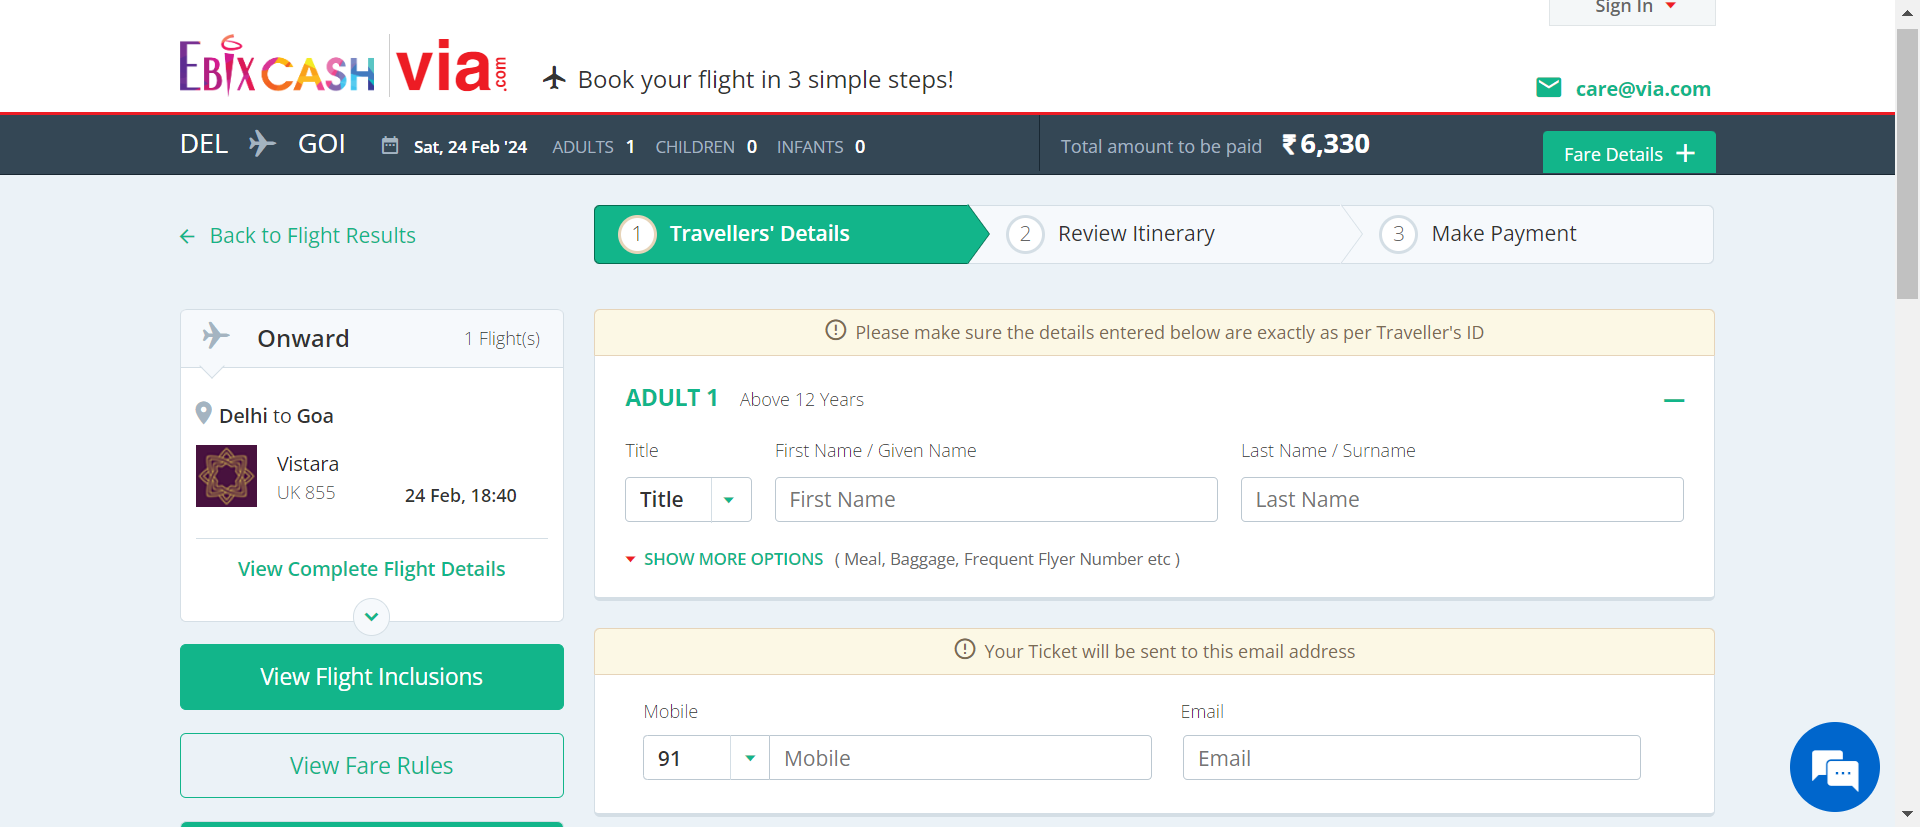 Sign In
EBIXCASH via.com
Book your flight in 3 simple steps!
care@via.com
DEL GOI Sat, 24 Feb '24 ADULTS 1 CHILDREN 0 INFANTS 0 Total amount to be paid ₹6,330 Fare Details +
← Back to Flight Results
1 Travellers' Details 2 Review Itinerary 3 Make Payment
Onward 1 Flight(s)
Delhi to Goa
Vistara
UK 855 24 Feb, 18:40
View Complete Flight Details
View Flight Inclusions
View Fare Rules
Please make sure the details entered below are exactly as per Traveller's ID
ADULT 1 Above 12 Years
Title First Name / Given Name Last Name / Surname
Title First Name Last Name
SHOW MORE OPTIONS ( Meal, Baggage, Frequent Flyer Number etc )
Your Ticket will be sent to this email address
Mobile Email
91 Mobile Email